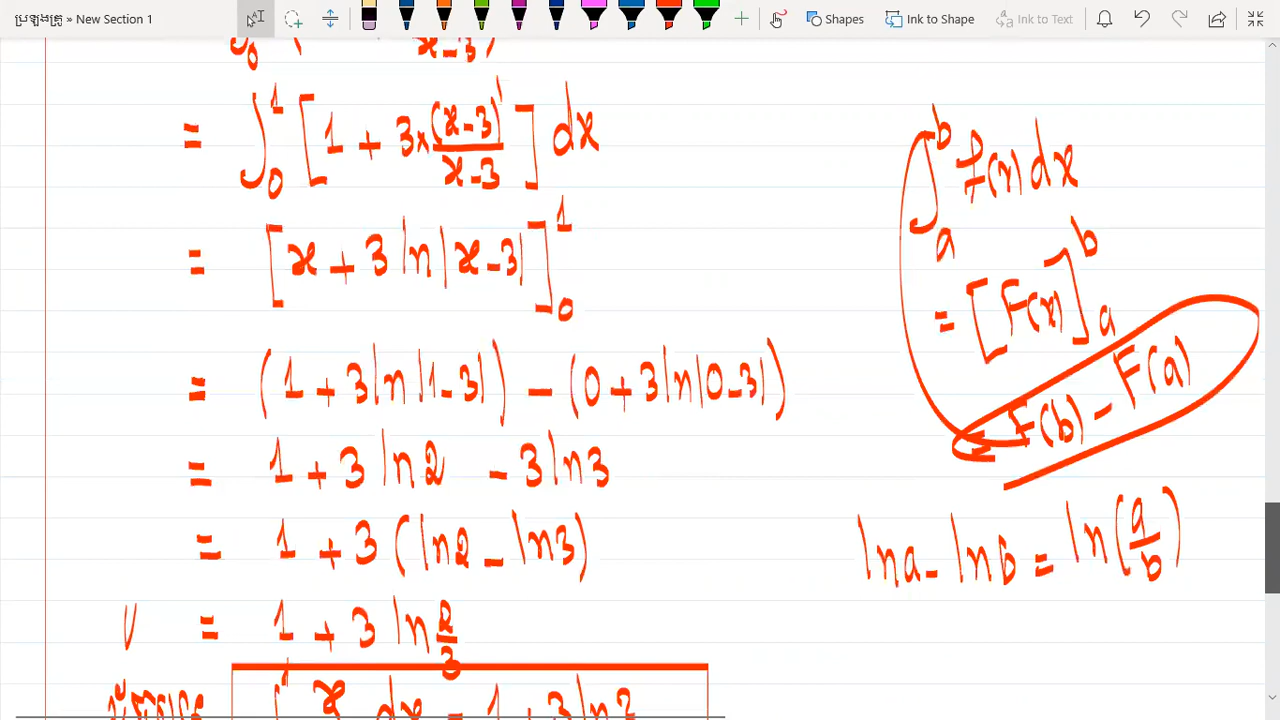 ប្រឡង » New Section 1
Shapes Ink to Shape Ink to Text
= ∫₀¹ [1 + 3×(x-3)'/(x-3)] dx
= [x + 3 ln|x-3|]₀¹
= (1 + 3ln|1-3|) - (0 + 3ln|0-3|)
= 1 + 3 ln2 - 3ln3
= 1 + 3 (ln2 - ln3)
= 1 + 3 ln 2/3
∫ₐᵇ f(x) dx
= [F(x)]ₐᵇ
= F(b) - F(a)
lna - lnb = ln(a/b)